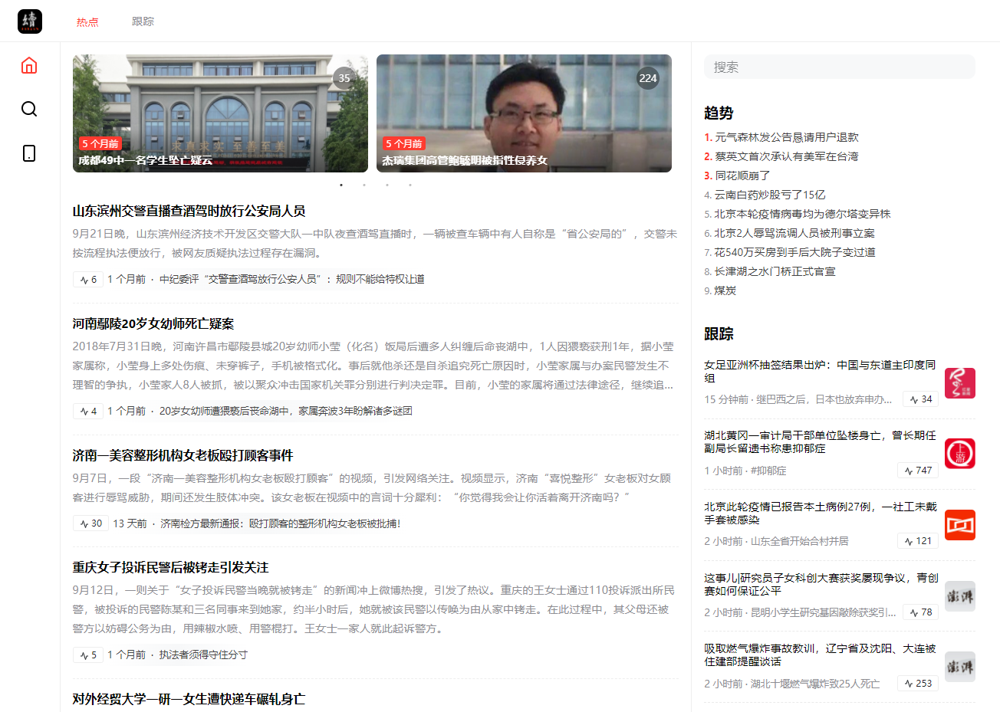 續
热点
跟踪
35
求真求实 至善至美
5 个月前
成都49中一名学生坠亡疑云
224
5 个月前
杰瑞集团高管鲍毓明被指性侵养女
山东滨州交警直播查酒驾时放行公安局人员
9月21日晚，山东滨州经济技术开发区交警大队一中队夜查酒驾直播时，一辆被查车辆中有人自称是“省公安局的”，交警未
按流程执法便放行，被网友质疑执法过程存在漏洞。
6 1 个月前 · 中纪委评“交警查酒驾放行公安人员”：规则不能给特权让道
河南鄢陵20岁女幼师死亡疑案
2018年7月31日晚，河南许昌市鄢陵县城20岁幼师小莹（化名）饭局后遭多人纠缠后命丧湖中，1人因猥亵获刑1年，据小莹
家属称，小莹身上多处伤痕、未穿裤子，手机被格式化。事后就他杀还是自杀追究死亡原因时，小莹家属与办案民警发生不
理智的争执，小莹家人8人被抓，被以聚众冲击国家机关罪分别进行判决定罪。目前，小莹的家属将通过法律途径，继续追...
4 1 个月前 · 20岁女幼师遭猥亵后丧命湖中，家属奔波3年盼解诸多谜团
济南一美容整形机构女老板殴打顾客事件
9月7日，一段“济南一美容整形机构女老板殴打顾客”的视频，引发网络关注。视频显示，济南“喜悦整形”女老板对女顾
客进行辱骂威胁，期间还发生肢体冲突。该女老板在视频中的言词十分犀利：“你觉得我会让你活着离开济南吗？”
30 13 天前 · 济南检方最新通报：殴打顾客的整形机构女老板被批捕!
重庆女子投诉民警后被铐走引发关注
9月12日，一则关于“女子投诉民警当晚就被铐走”的新闻冲上微博热搜，引发了热议。重庆的王女士通过110投诉派出所民
警，被投诉的民警陈某和三名同事来到她家，约半小时后，她就被该民警以传唤为由从家中铐走。在此过程中，其父母还被
警方以妨碍公务为由，用辣椒水喷、用警棍打。王女士一家人就此起诉警方。
5 1 个月前 · 执法者须得守住分寸
对外经贸大学一研一女生遭快递车碾轧身亡
搜索
趋势
1. 元气森林发公告恳请用户退款
2. 蔡英文首次承认有美军在台湾
3. 同花顺崩了
4. 云南白药炒股亏了15亿
5. 北京本轮疫情病毒均为德尔塔变异株
6. 北京2人辱骂流调人员被刑事立案
7. 花540万买房到手后大院子变过道
8. 长津湖之水门桥正式官宣
9. 煤炭
跟踪
女足亚洲杯抽签结果出炉：中国与东道主印度同
组
15 分钟前 · 继巴西之后，日本也放弃申办... 34
湖北黄冈一审计局干部单位坠楼身亡，曾长期任
副局长留遗书称患抑郁症
1 小时前 · #抑郁症 747
上游
北京此轮疫情已报告本土病例27例，一社工未戴
手套被感染
2 小时前 · 山东全省开始合村并居 121
这事儿|研究员子女科创大赛获奖屡现争议，青创
赛如何保证公平
2 小时前 · 昆明小学生研究基因敲除获奖引... 78
澎湃
吸取燃气爆炸事故教训，辽宁省及沈阳、大连被
住建部提醒谈话
2 小时前 · 湖北十堰燃气爆炸致25人死亡 253
澎湃